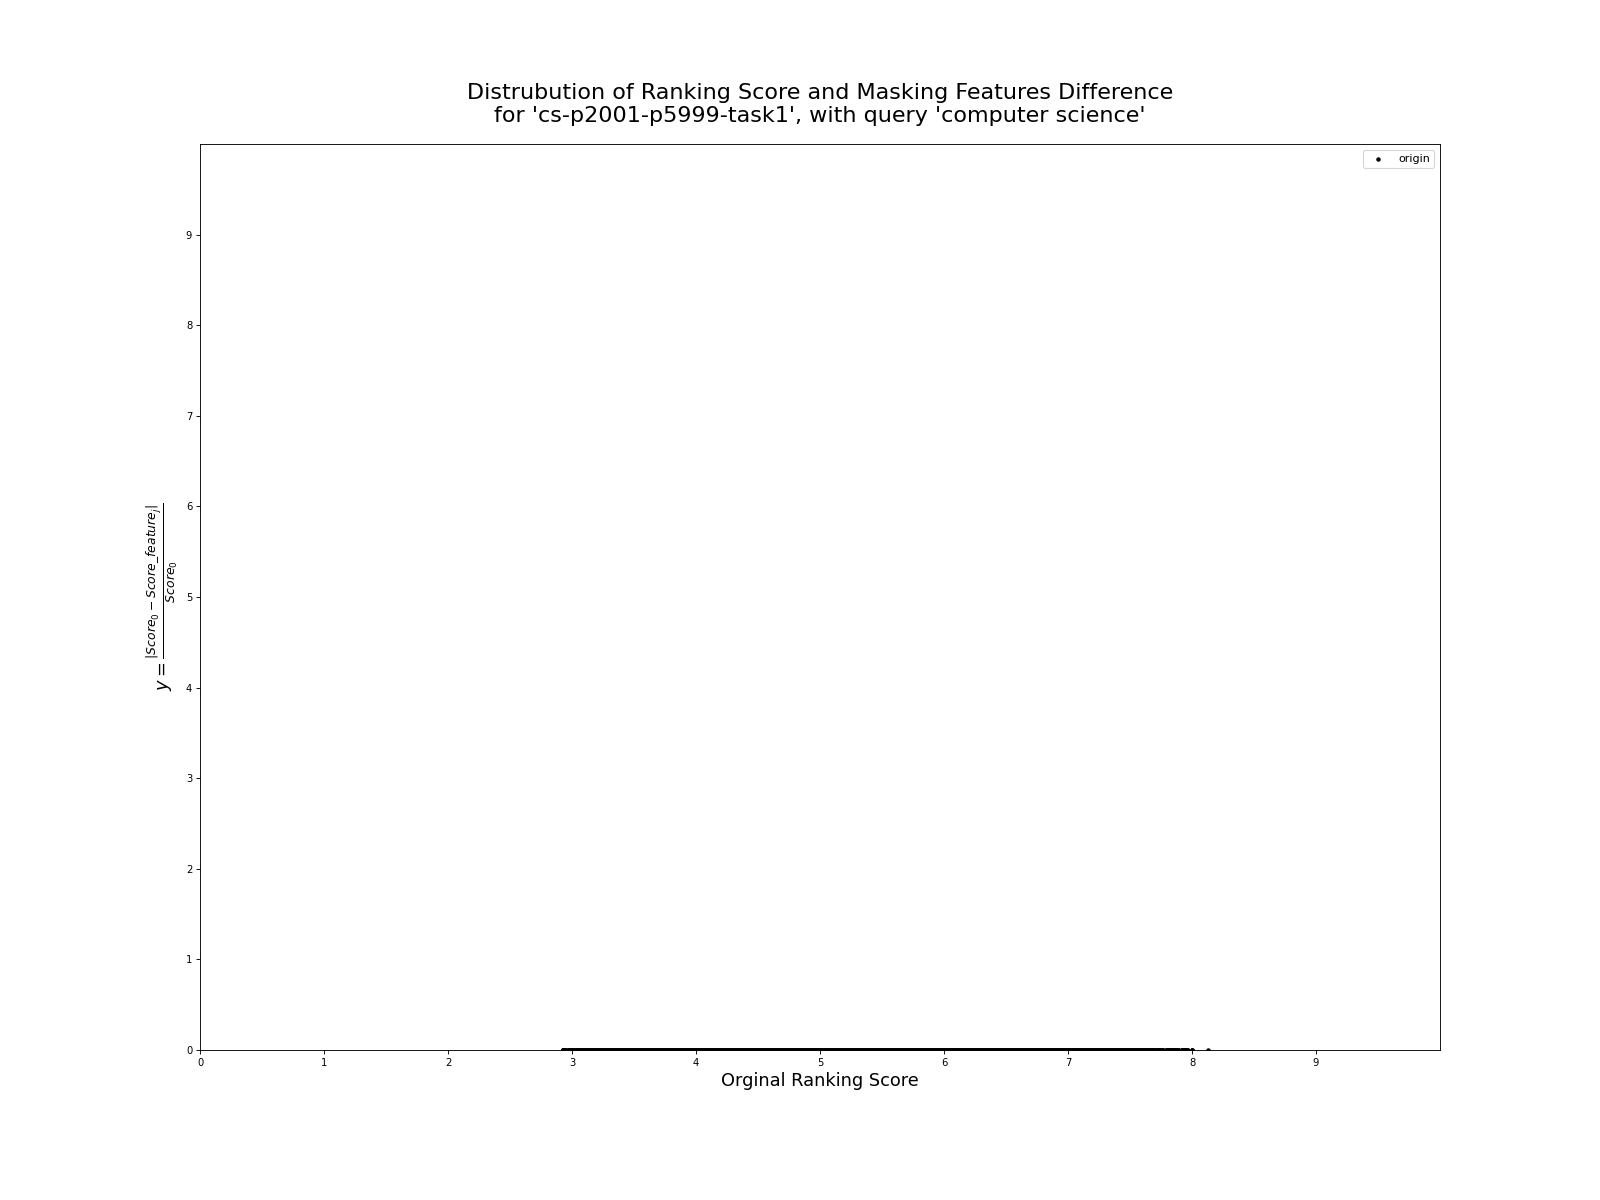 Distrubution of Ranking Score and Masking Features Difference
for 'cs-p2001-p5999-task1', with query 'computer science'
origin
9
8
7
6
5
4
3
2
1
0
y = |Score_0 − Score_feature_j| / Score_0
0 1 2 3 4 5 6 7 8 9
Orginal Ranking Score